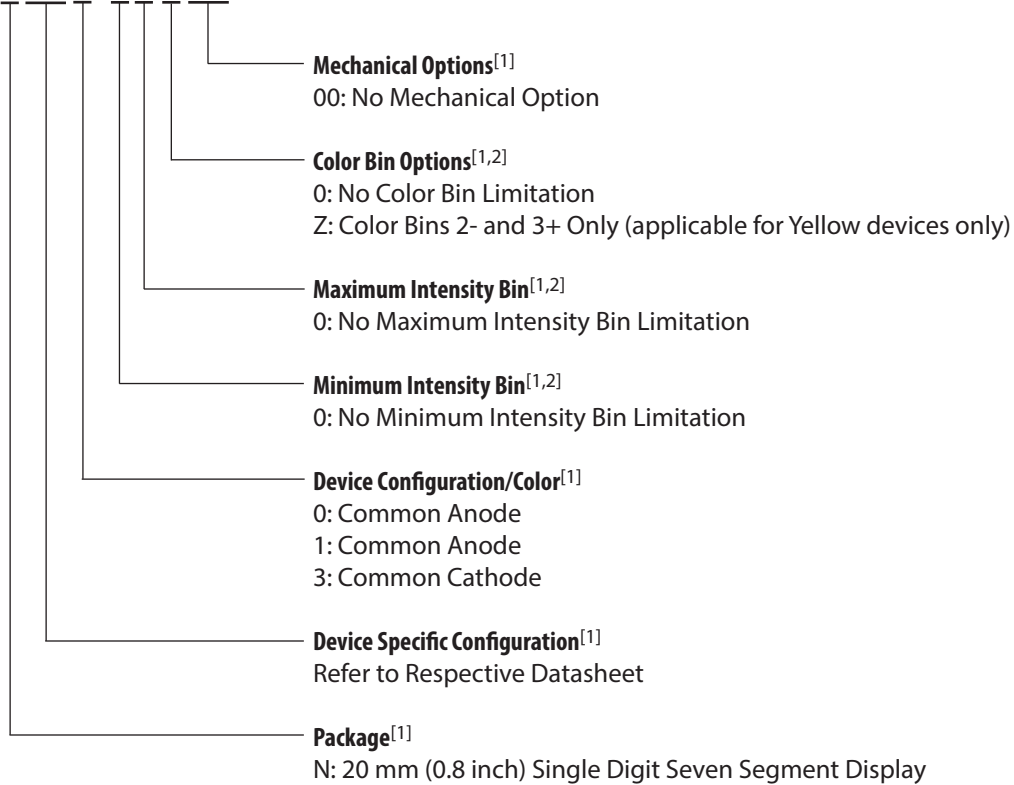 Mechanical Options[1]
00: No Mechanical Option
Color Bin Options[1,2]
0: No Color Bin Limitation
Z: Color Bins 2- and 3+ Only (applicable for Yellow devices only)
Maximum Intensity Bin[1,2]
0: No Maximum Intensity Bin Limitation
Minimum Intensity Bin[1,2]
0: No Minimum Intensity Bin Limitation
Device Configuration/Color[1]
0: Common Anode
1: Common Anode
3: Common Cathode
Device Specific Configuration[1]
Refer to Respective Datasheet
Package[1]
N: 20 mm (0.8 inch) Single Digit Seven Segment Display